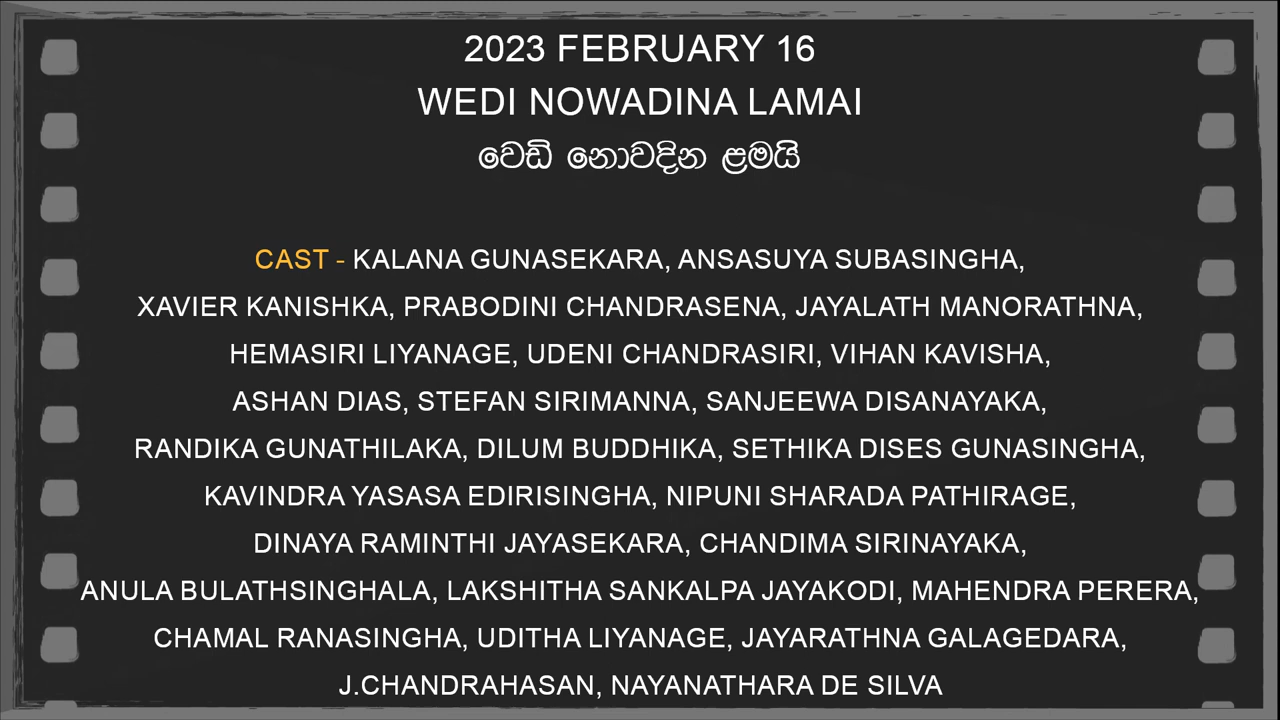 2023 FEBRUARY 16
WEDI NOWADINA LAMAI
වෙඩි නොවදින ළමයි
CAST - KALANA GUNASEKARA, ANSASUYA SUBASINGHA,
XAVIER KANISHKA, PRABODINI CHANDRASENA, JAYALATH MANORATHNA,
HEMASIRI LIYANAGE, UDENI CHANDRASIRI, VIHAN KAVISHA,
ASHAN DIAS, STEFAN SIRIMANNA, SANJEEWA DISANAYAKA,
RANDIKA GUNATHILAKA, DILUM BUDDHIKA, SETHIKA DISES GUNASINGHA,
KAVINDRA YASASA EDIRISINGHA, NIPUNI SHARADA PATHIRAGE,
DINAYA RAMINTHI JAYASEKARA, CHANDIMA SIRINAYAKA,
ANULA BULATHSINGHALA, LAKSHITHA SANKALPA JAYAKODI, MAHENDRA PERERA,
CHAMAL RANASINGHA, UDITHA LIYANAGE, JAYARATHNA GALAGEDARA,
J.CHANDRAHASAN, NAYANATHARA DE SILVA